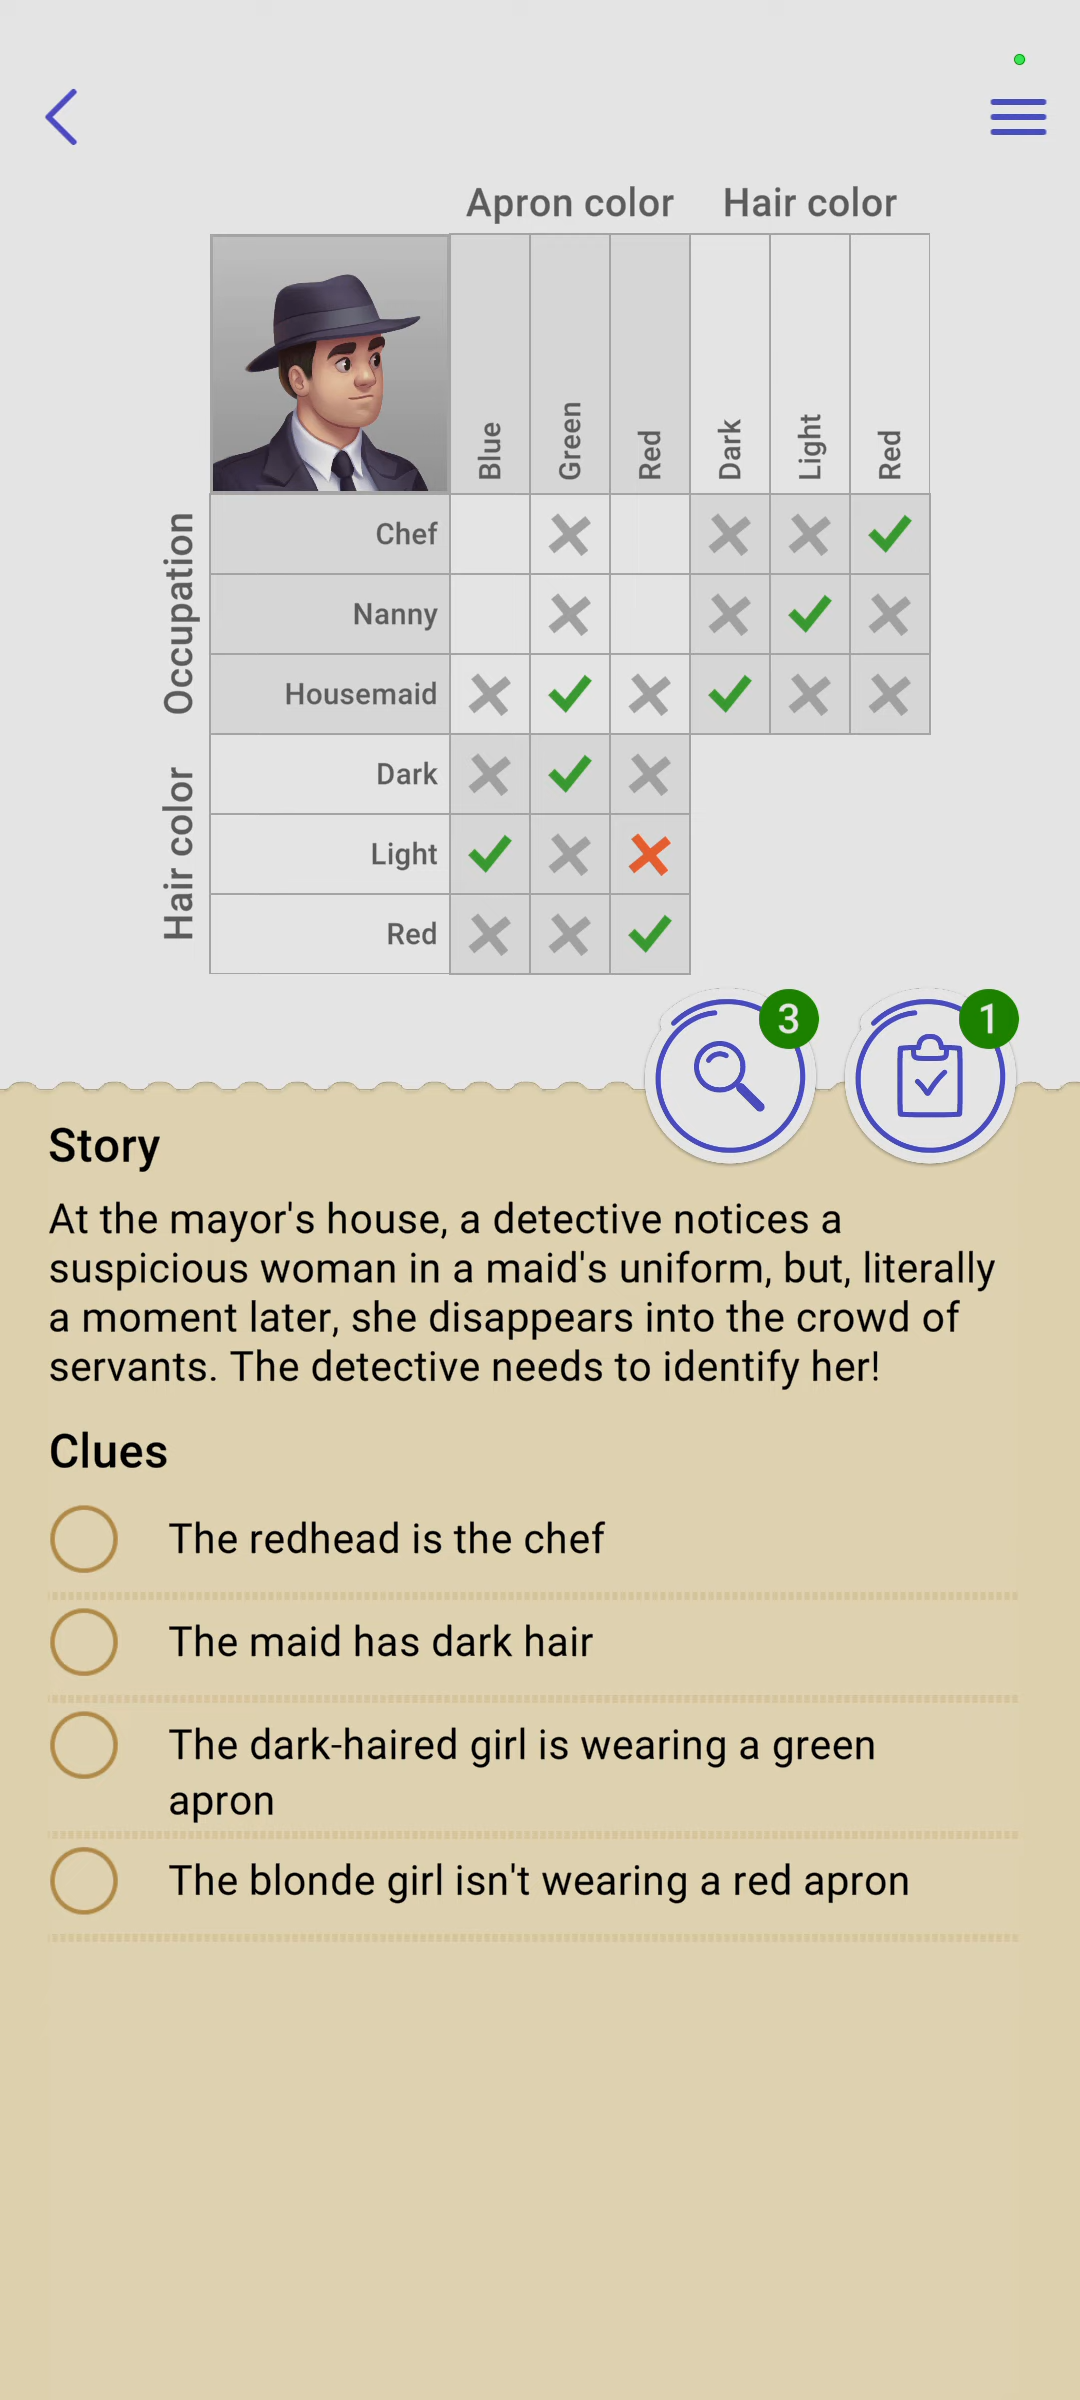 Apron color
Hair color
Blue
Green
Red
Dark
Light
Red
Occupation
Chef
Nanny
Housemaid
Hair color
Dark
Light
Red
3
1
Story
At the mayor's house, a detective notices a
suspicious woman in a maid's uniform, but, literally
a moment later, she disappears into the crowd of
servants. The detective needs to identify her!
Clues
The redhead is the chef
The maid has dark hair
The dark-haired girl is wearing a green
apron
The blonde girl isn't wearing a red apron